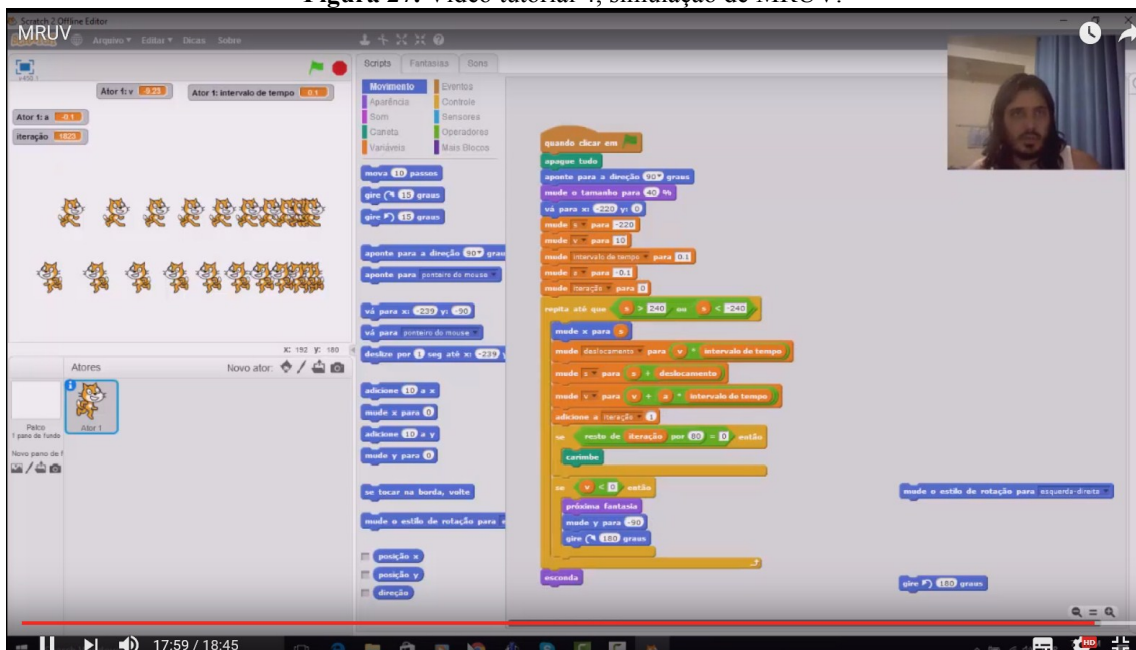 Figura 27: Vídeo tutorial 4, simulação de MRUV.
Scratch 2 Offline Editor
MRUV
Arquivo Editar Dicas Sobre
v450.1
Ator 1: v -9.23
Ator 1: intervalo de tempo 0.1
Ator 1: a -0.1
iteração 1823
X: 192 Y: 180
Atores
Novo ator:
Palco
1 pano de fundo
Ator 1
Novo pano de f
Scripts Fantasias Sons
Movimento Eventos
Aparência Controle
Som Sensores
Caneta Operadores
Variáveis Mais Blocos
mova 10 passos
gire 15 graus
gire 15 graus
aponte para a direção 90 grau
aponte para ponteiro do mouse
vá para x: -239 y: -90
vá para ponteiro do mouse
deslize por 1 seg até x: -239 y
adicione 10 a x
mude x para 0
adicione 10 a y
mude y para 0
se tocar na borda, volte
mude o estilo de rotação para e
posição x
posição y
direção
quando clicar em
apague tudo
aponte para a direção 90 graus
mude o tamanho para 40 %
vá para x: -220 y: 0
mude s para -220
mude v para 10
mude intervalo de tempo para 0.1
mude a para -0.1
mude iteração para 0
repita até que s > 240 ou s < -240
mude x para s
mude deslocamento para v * intervalo de tempo
mude s para s + deslocamento
mude v para v + a * intervalo de tempo
adicione a iteração 1
se resto de iteração por 80 = 0 então
carimbe
se v < 0 então
próxima fantasia
mude y para -90
gire 180 graus
esconda
mude o estilo de rotação para esquerda-direita
gire 180 graus
17:59 / 18:45
HD